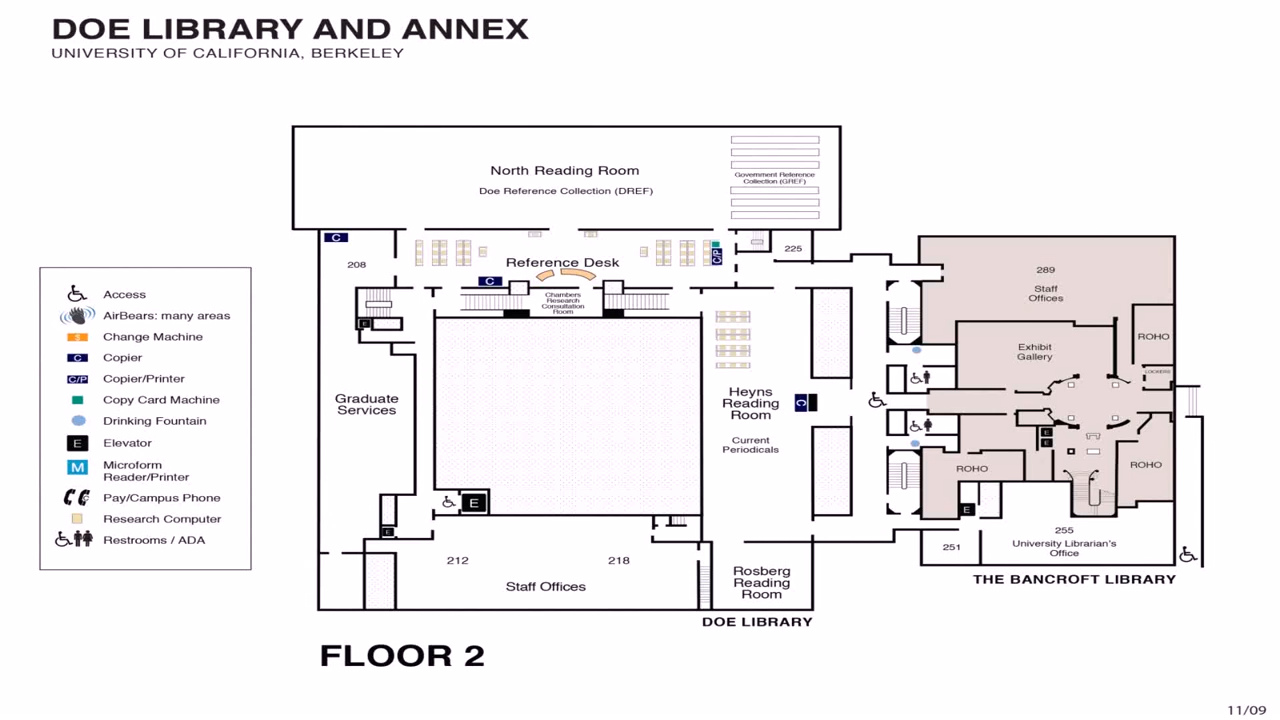 DOE LIBRARY AND ANNEX
UNIVERSITY OF CALIFORNIA, BERKELEY
North Reading Room
Doe Reference Collection (DREF)
Government Reference
Collection (GREF)
C
208
Reference Desk
C
C/P
225
Chambers
Research
Consultation
Room
E
289
Staff
Offices
ROHO
Exhibit
Gallery
LOCKERS
Graduate
Services
Heyns
Reading
Room
C
Current
Periodicals
E
E
ROHO
ROHO
E
E
E
212
218
Staff Offices
Rosberg
Reading
Room
251
255
University Librarian's
Office
THE BANCROFT LIBRARY
DOE LIBRARY
Access
AirBears: many areas
$ Change Machine
C Copier
C/P Copier/Printer
Copy Card Machine
Drinking Fountain
E Elevator
M Microform
Reader/Printer
Pay/Campus Phone
Research Computer
Restrooms / ADA
FLOOR 2
11/09